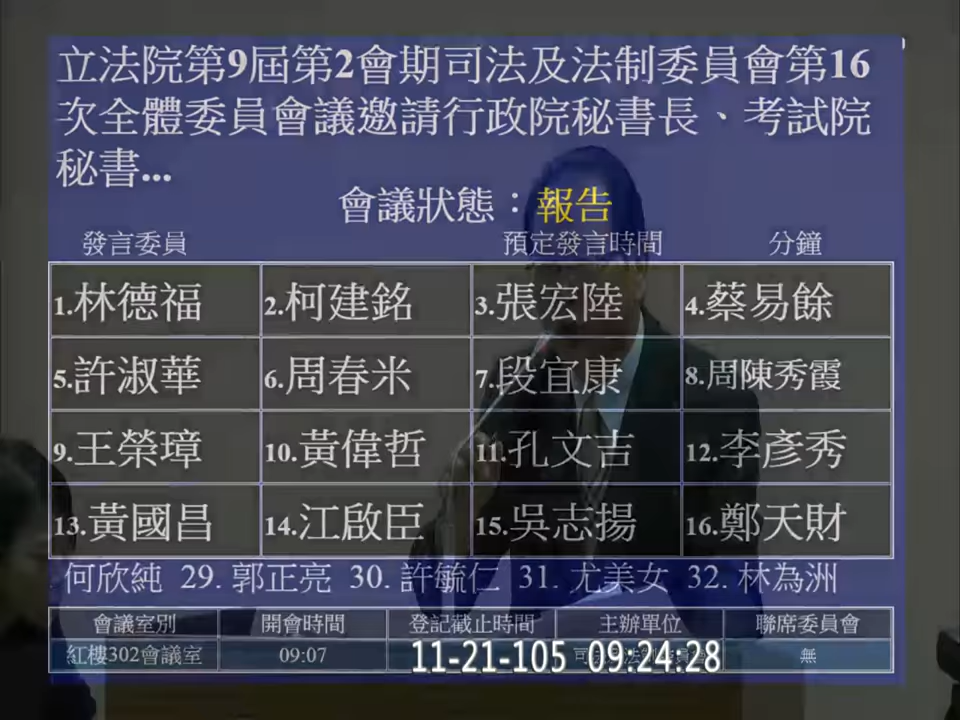 立法院第9屆第2會期司法及法制委員會第16
次全體委員會議邀請行政院秘書長、考試院
秘書...
會議狀態：報告
發言委員 預定發言時間 分鐘
1.林德福 2.柯建銘 3.張宏陸 4.蔡易餘
5.許淑華 6.周春米 7.段宜康 8.周陳秀霞
9.王榮璋 10.黃偉哲 11.孔文吉 12.李彥秀
13.黃國昌 14.江啟臣 15.吳志揚 16.鄭天財
何欣純 29. 郭正亮 30. 許毓仁 31. 尤美女 32. 林為洲
會議室別 開會時間 登記截止時間 主辦單位 聯席委員會
紅樓302會議室 09:07 無
11-21-105 09:24:28